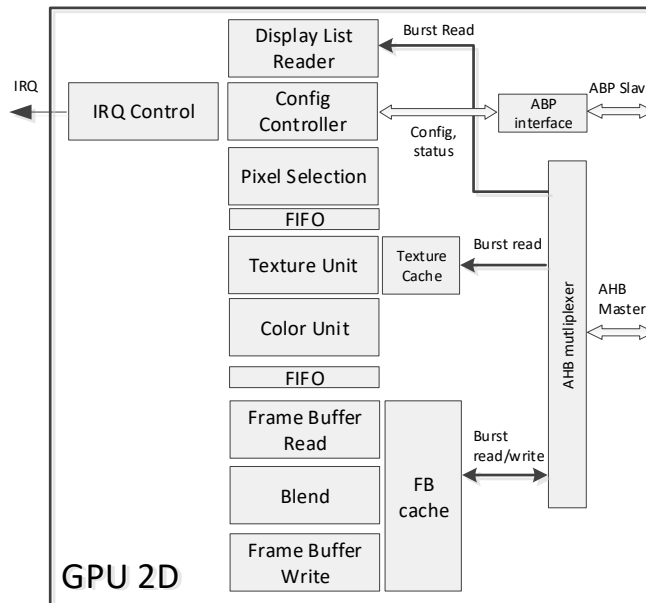 Display List
Reader
Burst Read
IRQ
IRQ Control
Config
Controller
Config,
status
ABP
interface
ABP Slav
Pixel Selection
FIFO
Texture Unit
Texture
Cache
Burst read
Color Unit
AHB mutliplexer
AHB
Master
FIFO
Frame Buffer
Read
Blend
Frame Buffer
Write
FB
cache
Burst
read/write
GPU 2D